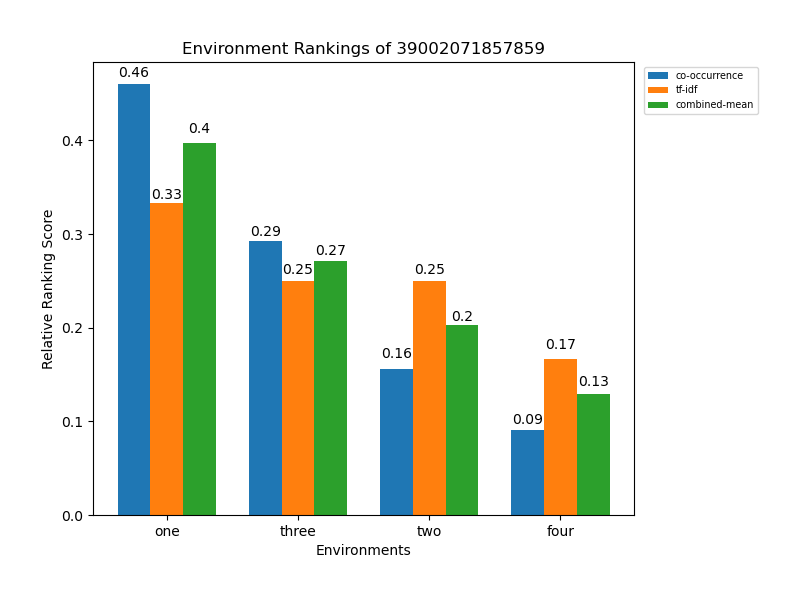 Environment Rankings of 39002071857859
co-occurrence
tf-idf
combined-mean
Relative Ranking Score
0.4
0.3
0.2
0.1
0.0
0.46
0.33
0.4
0.29
0.25
0.27
0.16
0.25
0.2
0.09
0.17
0.13
one three two four
Environments